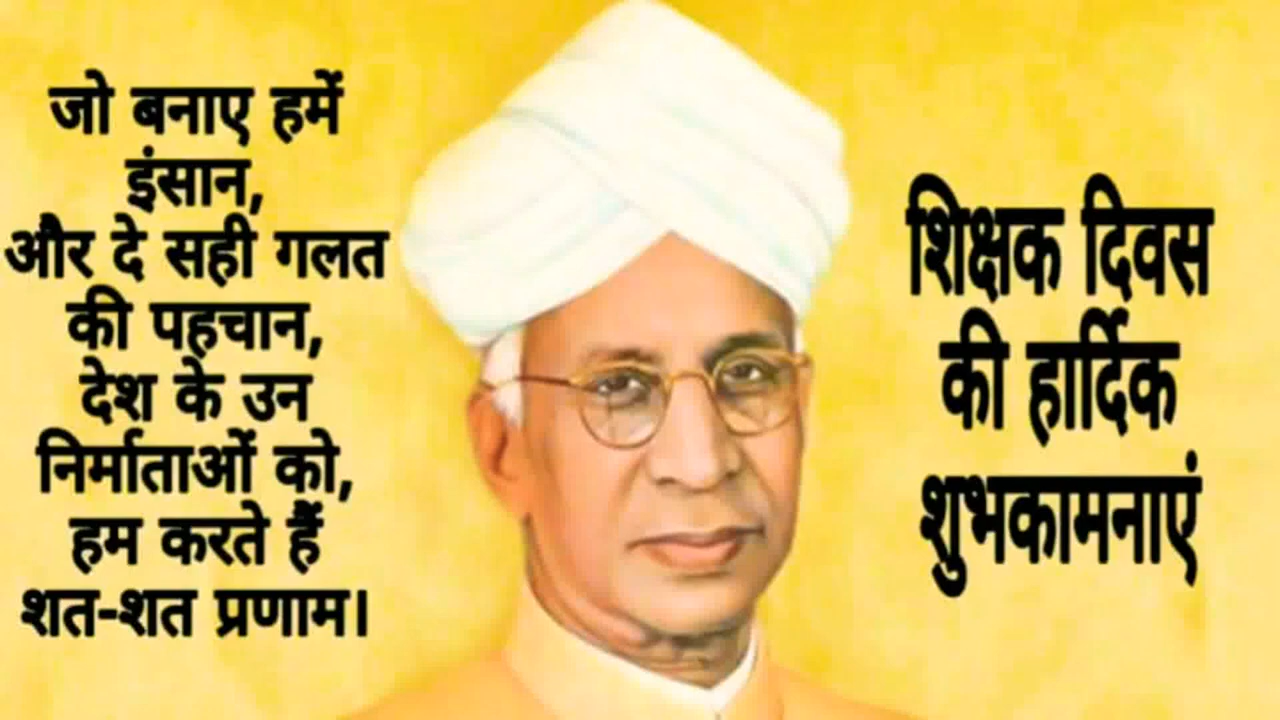 जो बनाए हमें
इंसान,
और दे सही गलत
की पहचान,
देश के उन
निर्माताओं को,
हम करते हैं
शत-शत प्रणाम।
शिक्षक दिवस
की हार्दिक
शुभकामनाएं